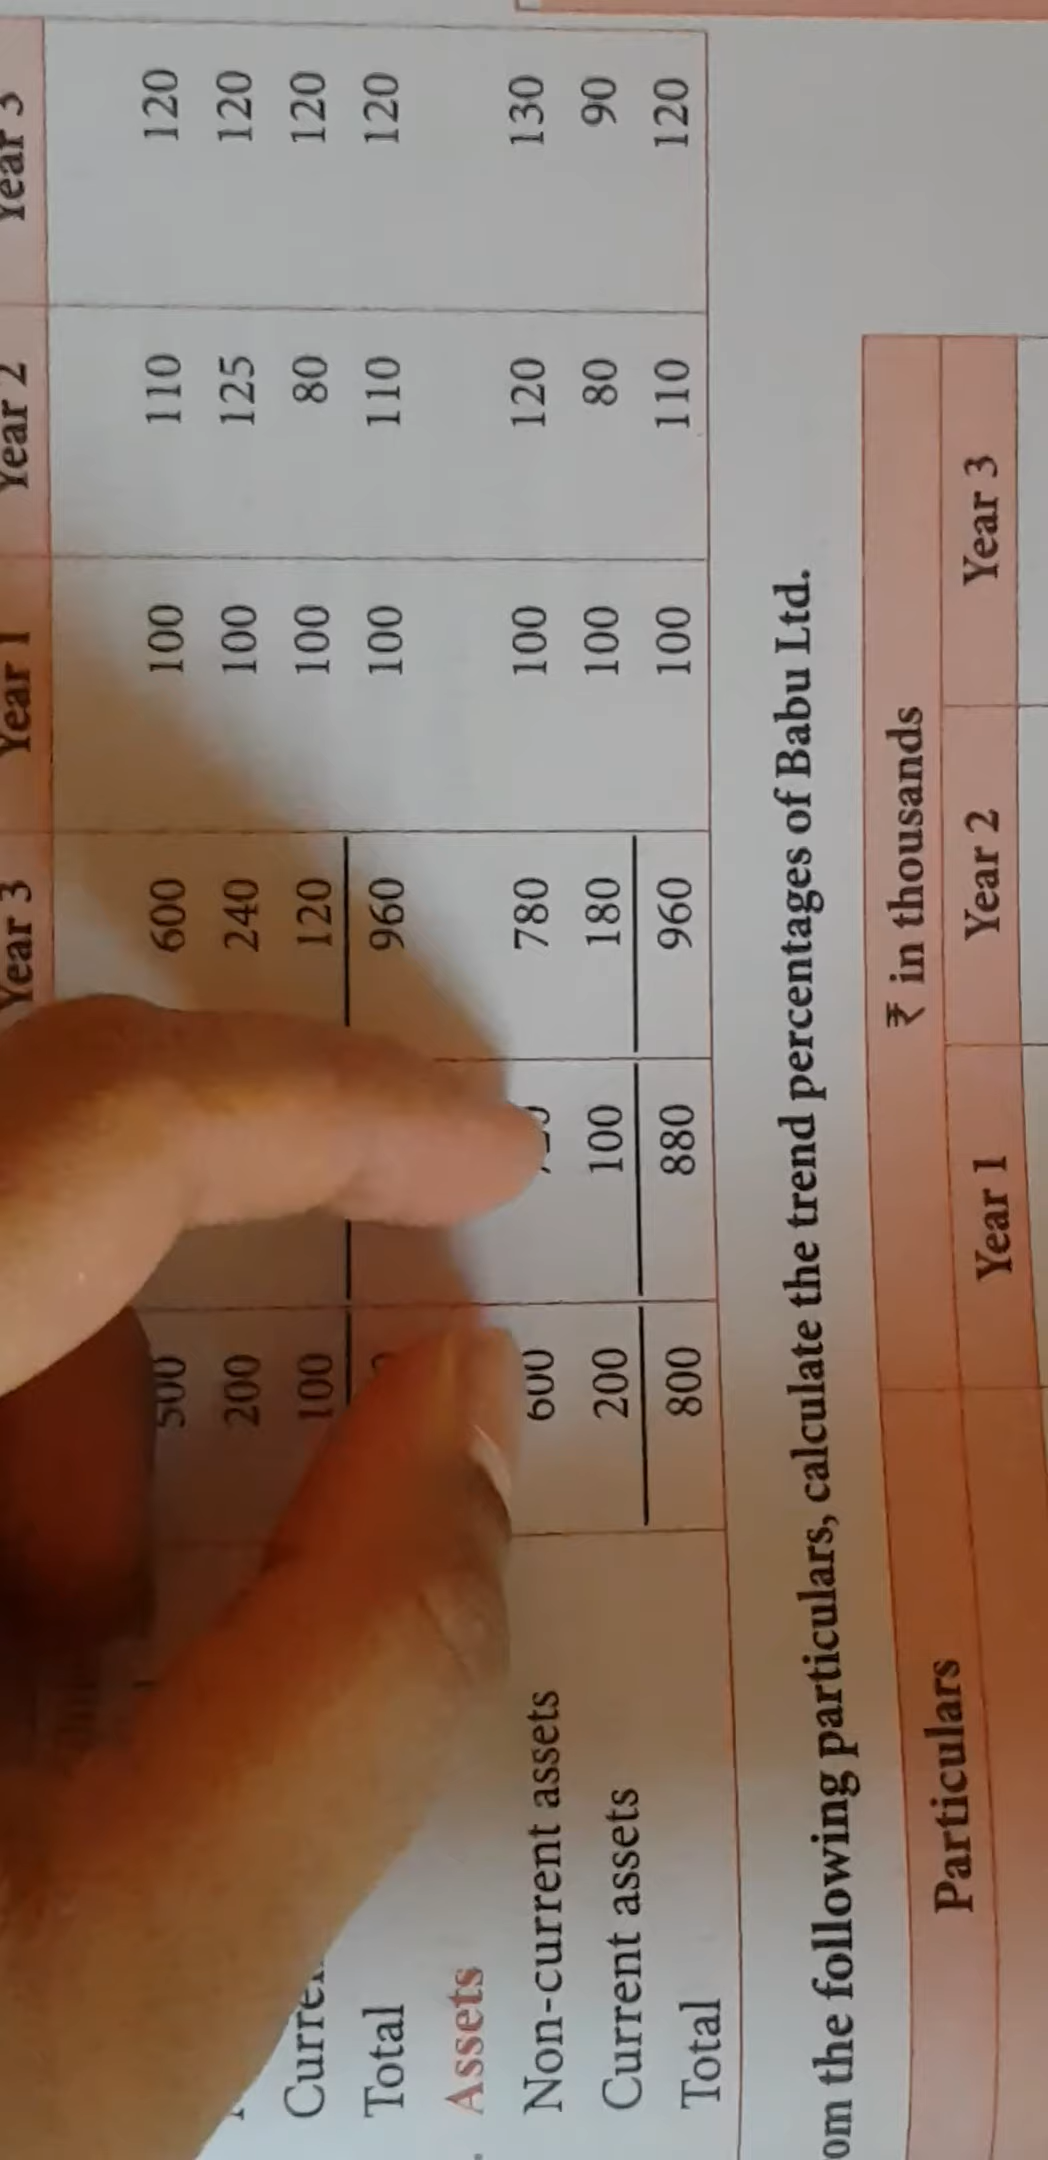 Year 3 Year 1 Year 2 Year 3
500 600 100 110 120
200 240 100 125 120
100 120 100 80 120
Total 960 100 110 120
Assets
Non-current assets 600 780 100 120 130
Current assets 200 100 180 100 80 90
Total 800 880 960 100 110 120
om the following particulars, calculate the trend percentages of Babu Ltd.
Particulars ₹ in thousands
Year 1 Year 2 Year 3